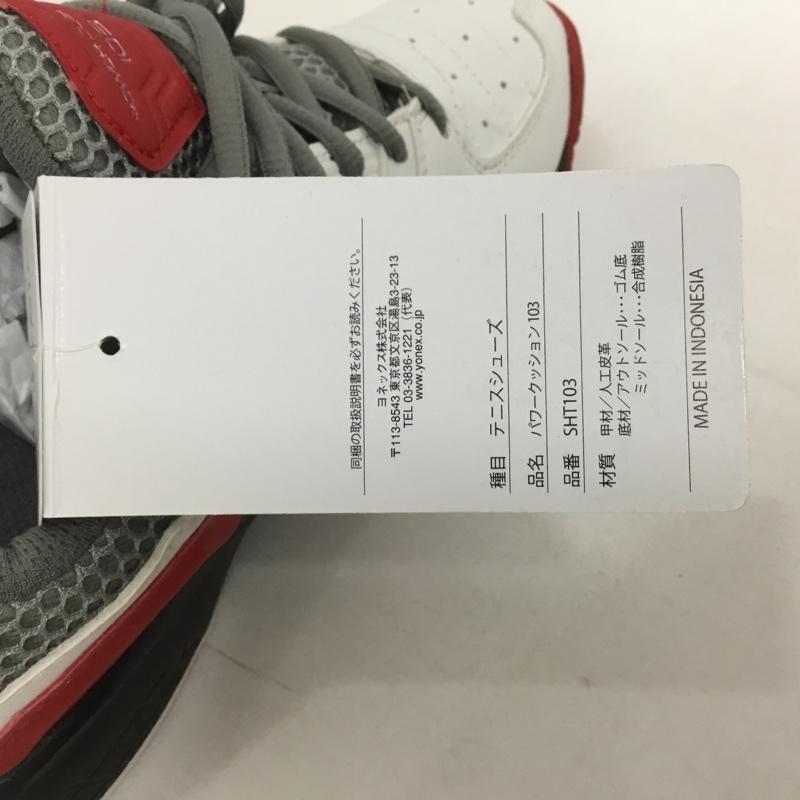 同梱の取扱説明書を必ずお読みください。
ヨネックス株式会社
〒113-8543 東京都文京区湯島3-23-13
TEL 03-3836-1221（代表）
www.yonex.co.jp
種目 テニスシューズ
品名 パワークッション103
品番 SHT103
材質 甲材／人工皮革
底材／アウトソール・・・ゴム底
ミッドソール・・・合成樹脂
MADE IN INDONESIA
103